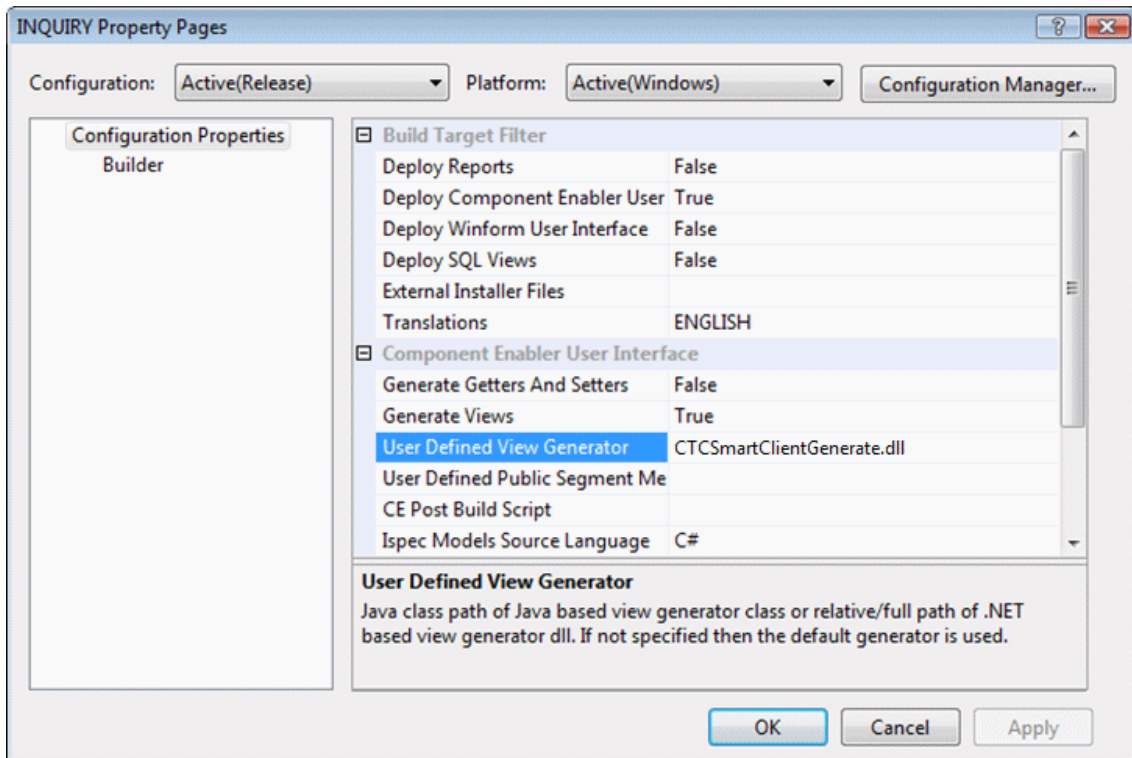 INQUIRY Property Pages
Configuration: Active(Release) Platform: Active(Windows) Configuration Manager...
Configuration Properties
Builder
Build Target Filter
Deploy Reports False
Deploy Component Enabler User True
Deploy Winform User Interface False
Deploy SQL Views False
External Installer Files
Translations ENGLISH
Component Enabler User Interface
Generate Getters And Setters False
Generate Views True
User Defined View Generator CTCSmartClientGenerate.dll
User Defined Public Segment Me
CE Post Build Script
Ispec Models Source Language C#
User Defined View Generator
Java class path of Java based view generator class or relative/full path of .NET
based view generator dll. If not specified then the default generator is used.
OK Cancel Apply